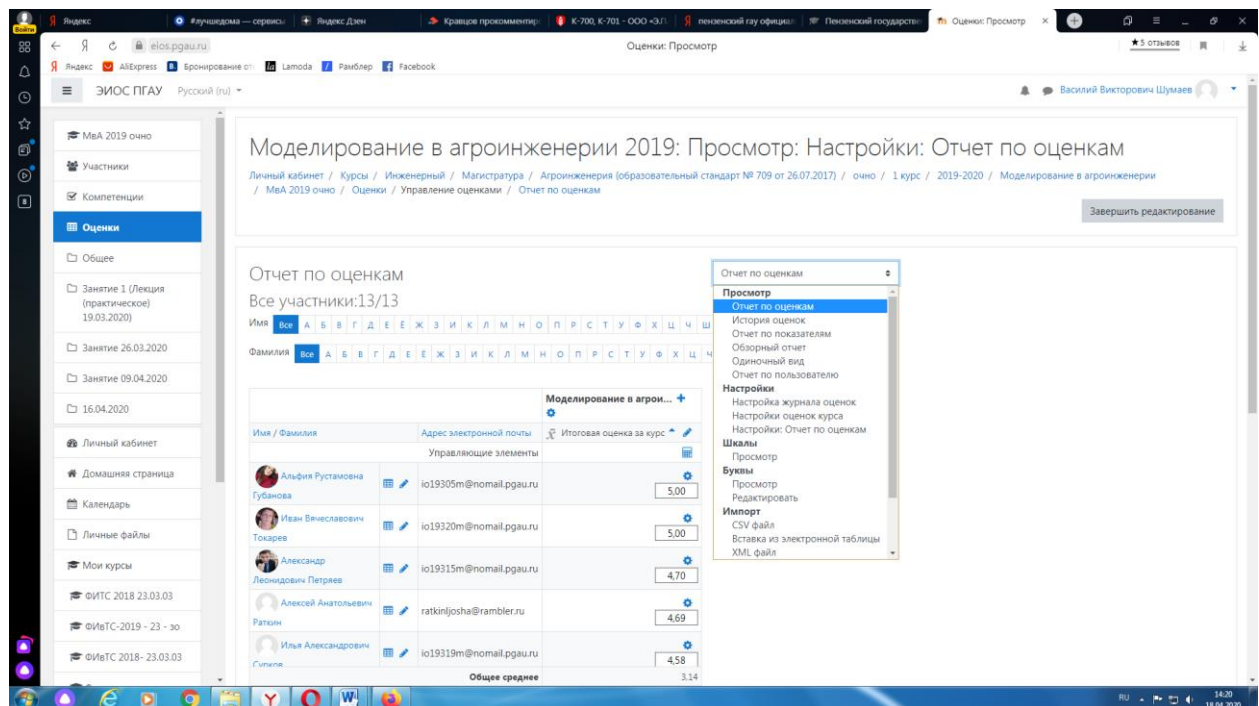 Войти
Яндекс
#лучшедома — сервисы
Яндекс Дзен
Кравцов прокомментиро
К-700, К-701 - ООО «Э.П.
пензенский гау официал
Пензенский государстве
Оценки: Просмотр
eios.pgau.ru
Оценки: Просмотр
★ 5 отзывов
Яндекс
AliExpress
Бронирование от
Lamoda
Рамблер
Facebook
ЭИОС ПГАУ
Русский (ru)
Василий Викторович Шумаев
МвА 2019 очно
Участники
Компетенции
Оценки
Общее
Занятие 1 (Лекция
(практическое)
19.03.2020)
Занятие 26.03.2020
Занятие 09.04.2020
16.04.2020
Личный кабинет
Домашняя страница
Календарь
Личные файлы
Мои курсы
ФИТС 2018 23.03.03
ФИвТС-2019 - 23 - зо
ФИвТС 2018- 23.03.03
Моделирование в агроинженерии 2019: Просмотр: Настройки: Отчет по оценкам
Личный кабинет / Курсы / Инженерный / Магистратура / Агроинженерия (образовательный стандарт № 709 от 26.07.2017) / очно / 1 курс / 2019-2020 / Моделирование в агроинженерии
/ МвА 2019 очно / Оценки / Управление оценками / Отчет по оценкам
Завершить редактирование
Отчет по оценкам
Все участники:13/13
Имя Все А Б В Г Д Е Ё Ж З И К Л М Н О П Р С Т У Ф Х Ц Ч Ш
Фамилия Все А Б В Г Д Е Ё Ж З И К Л М Н О П Р С Т У Ф Х Ц Ч
Моделирование в агрои...
Имя / Фамилия
Адрес электронной почты
Итоговая оценка за курс
Управляющие элементы
Альфия Рустамовна
Губанова
io19305m@nomail.pgau.ru
5,00
Иван Вячеславович
Токарев
io19320m@nomail.pgau.ru
5,00
Александр
Леонидович Петряев
io19315m@nomail.pgau.ru
4,70
Алексей Анатольевич
Раткин
ratkinljosha@rambler.ru
4,69
Илья Александрович
Сурков
io19319m@nomail.pgau.ru
4,58
Общее среднее
3.14
Отчет по оценкам
Просмотр
Отчет по оценкам
История оценок
Отчет по показателям
Обзорный отчет
Одиночный вид
Отчет по пользователю
Настройки
Настройка журнала оценок
Настройки оценок курса
Настройки: Отчет по оценкам
Шкалы
Просмотр
Буквы
Просмотр
Редактировать
Импорт
CSV файл
Вставка из электронной таблицы
XML файл
RU
14:20
18.04.2020